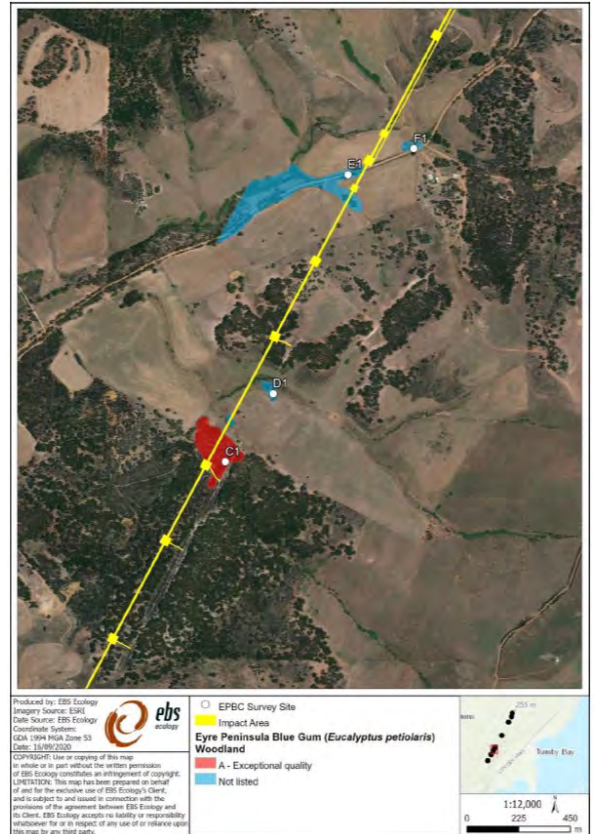 E1
F1
D1
C1
Produced by: EBS Ecology
Imagery Source: ESRI
Date Source: EBS Ecology
Coordinate System:
GDA 1994 MGA Zone 53
Date: 16/09/2020
COPYRIGHT: Use or copying of this map
in whole or in part without the written permission
of EBS Ecology constitutes an infringement of copyright.
LIMITATION: This map has been prepared on behalf
of and for the exclusive use of EBS Ecology's Client,
and is subject to and issued in connection with the
provisions of the agreement between EBS Ecology and
its Client. EBS Ecology accepts no liability or responsibility
whatsoever for or in respect of any use of or reliance upon
this map by any third party.
ebs
ecology
EPBC Survey Site
Impact Area
Eyre Peninsula Blue Gum (Eucalyptus petiolaris)
Woodland
A - Exceptional quality
Not listed
255 m
Tumby Bay
1:12,000
0 225 450
m